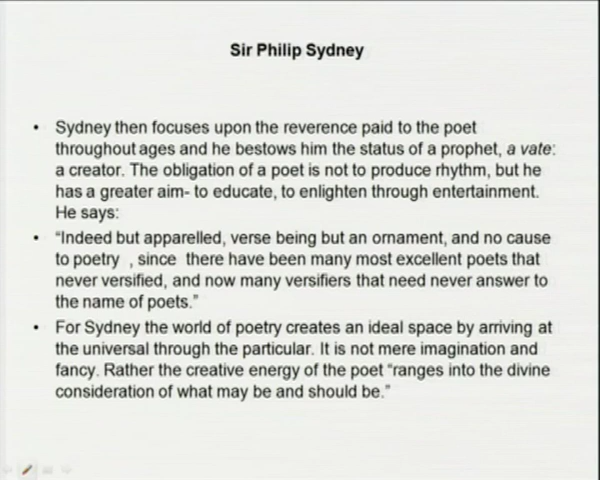 Sir Philip Sydney
• Sydney then focuses upon the reverence paid to the poet
throughout ages and he bestows him the status of a prophet, a vate:
a creator. The obligation of a poet is not to produce rhythm, but he
has a greater aim- to educate, to enlighten through entertainment.
He says:
• “Indeed but apparelled, verse being but an ornament, and no cause
to poetry , since there have been many most excellent poets that
never versified, and now many versifiers that need never answer to
the name of poets.”
• For Sydney the world of poetry creates an ideal space by arriving at
the universal through the particular. It is not mere imagination and
fancy. Rather the creative energy of the poet “ranges into the divine
consideration of what may be and should be.”